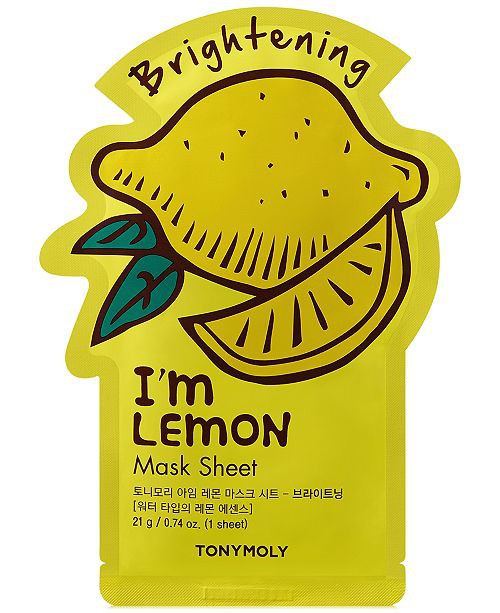 Brightening
I'm
LEMON
Mask Sheet
토니모리 아임 레몬 마스크 시트 – 브라이트닝
[워터 타입의 레몬 에센스]
21 g / 0.74 oz. (1 sheet)
TONYMOLY